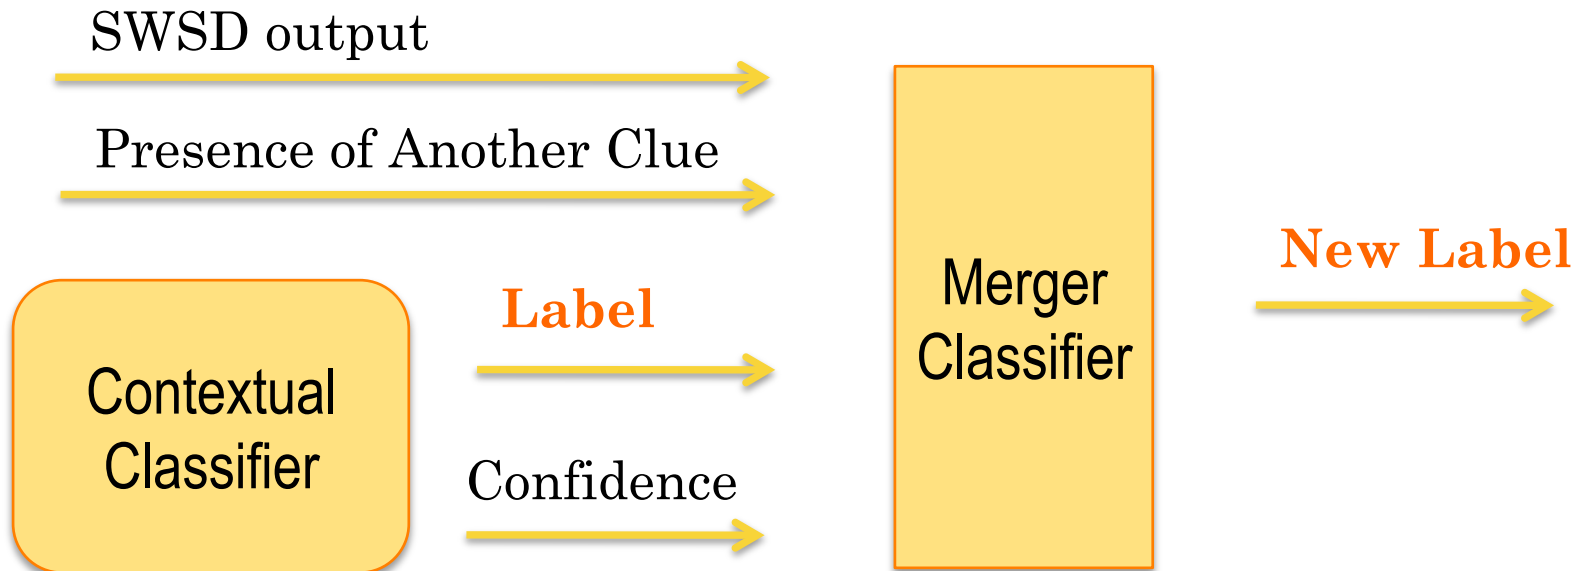 SWSD output
Presence of Another Clue
Label
Contextual
Classifier
Confidence
Merger
Classifier
New Label